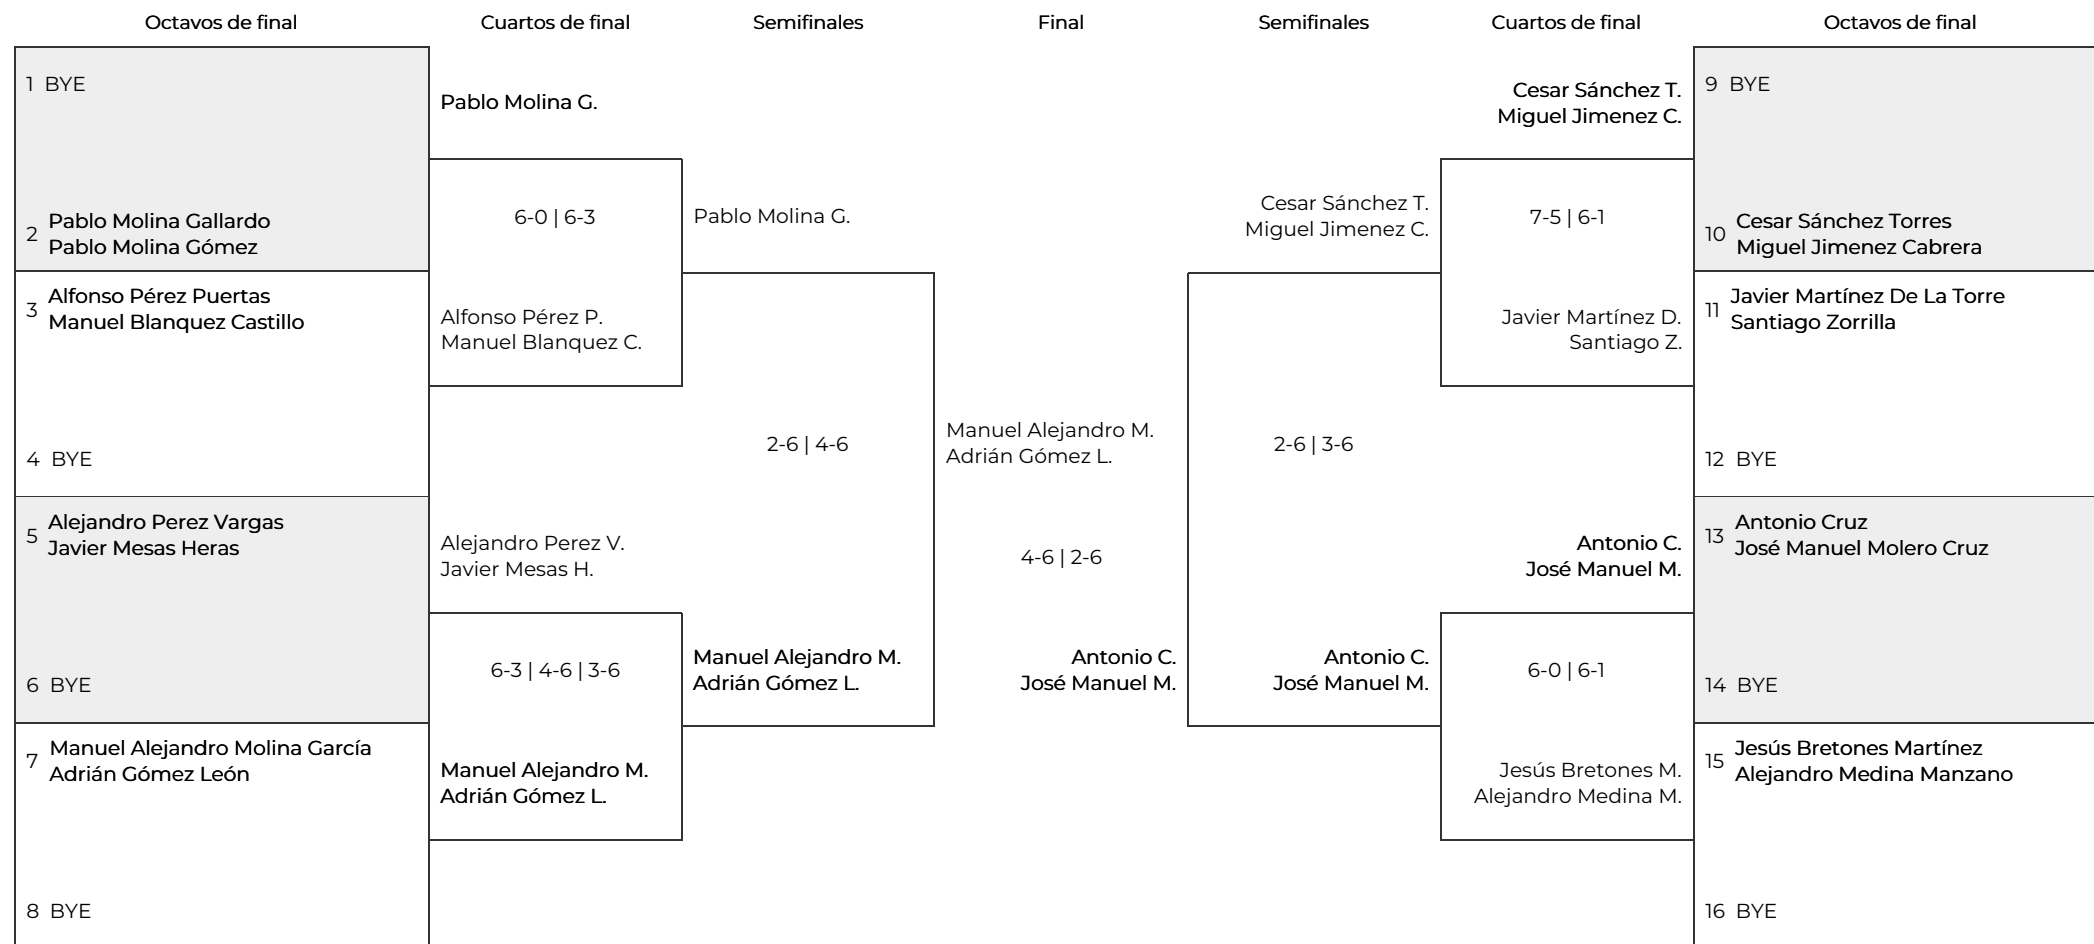 Octavos de final
Cuartos de final
Semifinales
Final
Semifinales
Cuartos de final
Octavos de final
1 BYE
2 Pablo Molina Gallardo
Pablo Molina Gómez
3 Alfonso Pérez Puertas
Manuel Blanquez Castillo
4 BYE
5 Alejandro Perez Vargas
Javier Mesas Heras
6 BYE
7 Manuel Alejandro Molina García
Adrián Gómez León
8 BYE
Pablo Molina G.
6-0 | 6-3
Alfonso Pérez P.
Manuel Blanquez C.
Alejandro Perez V.
Javier Mesas H.
6-3 | 4-6 | 3-6
Manuel Alejandro M.
Adrián Gómez L.
Pablo Molina G.
2-6 | 4-6
Manuel Alejandro M.
Adrián Gómez L.
Manuel Alejandro M.
Adrián Gómez L.
4-6 | 2-6
Antonio C.
José Manuel M.
Cesar Sánchez T.
Miguel Jimenez C.
2-6 | 3-6
Antonio C.
José Manuel M.
Cesar Sánchez T.
Miguel Jimenez C.
7-5 | 6-1
Javier Martínez D.
Santiago Z.
Antonio C.
José Manuel M.
6-0 | 6-1
Jesús Bretones M.
Alejandro Medina M.
9 BYE
10 Cesar Sánchez Torres
Miguel Jimenez Cabrera
11 Javier Martínez De La Torre
Santiago Zorrilla
12 BYE
13 Antonio Cruz
José Manuel Molero Cruz
14 BYE
15 Jesús Bretones Martínez
Alejandro Medina Manzano
16 BYE